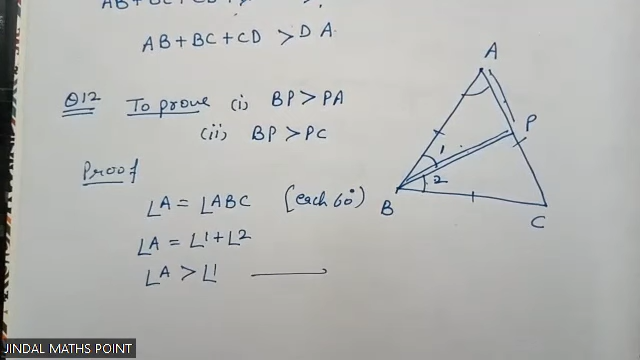 AB + BC + CD > DA
Q12 To prove (i) BP > PA
(ii) BP > PC
Proof
∠A = ∠ABC (each 60°)
∠A = ∠1 + ∠2
∠A > ∠1
A
P
1
2
B
C
JINDAL MATHS POINT